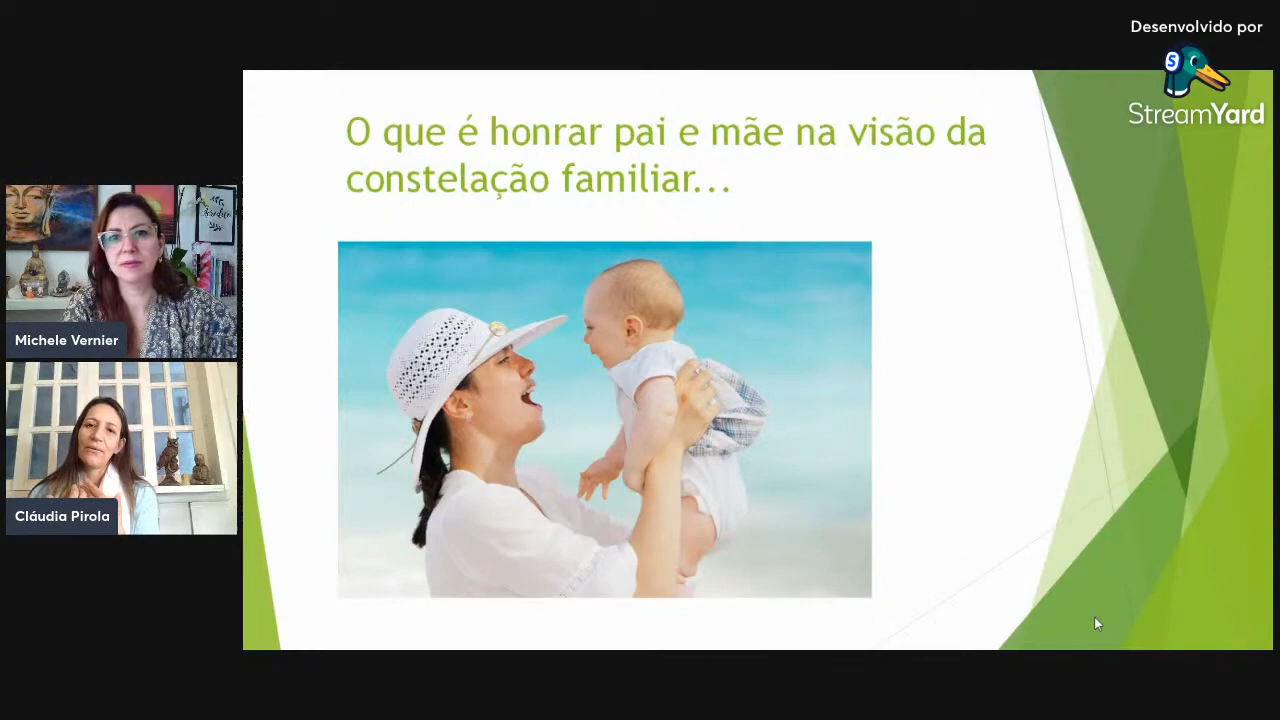 Desenvolvido por
StreamYard
O que é honrar pai e mãe na visão da
constelação familiar...
Michele Vernier
Cláudia Pirola